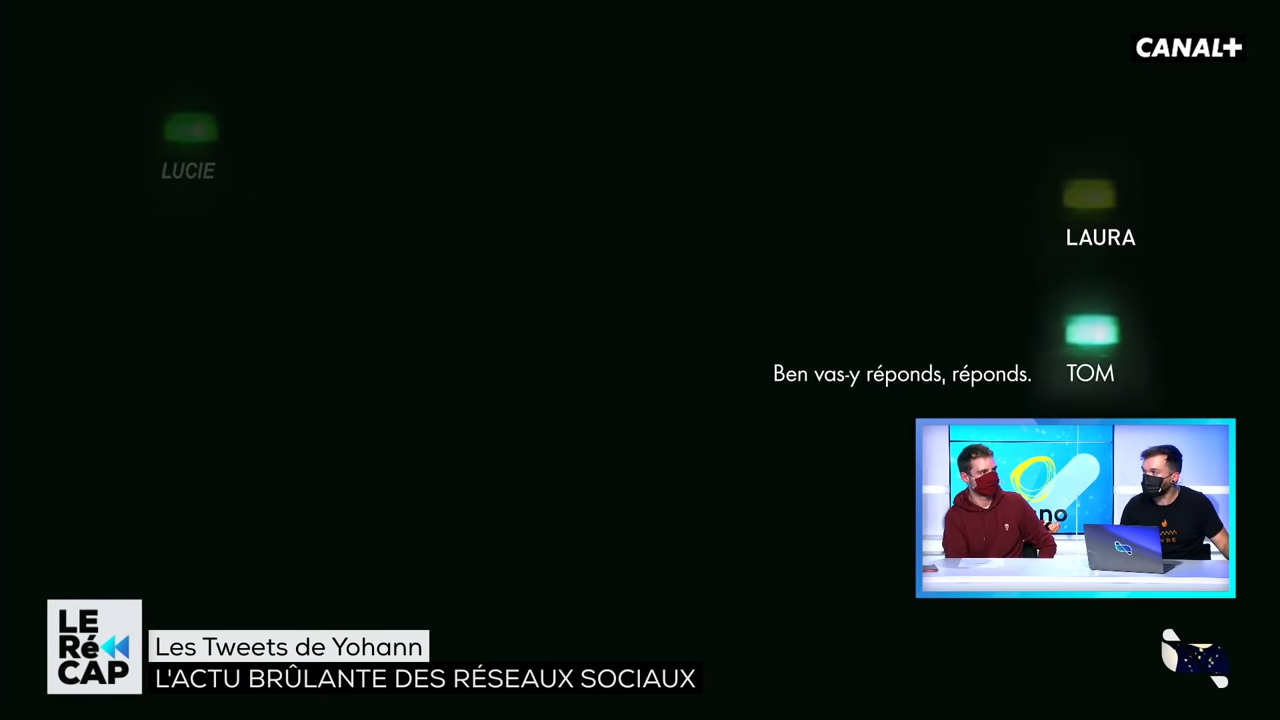 CANAL+
LUCIE
LAURA
Ben vas-y réponds, réponds.
TOM
LE
Ré
CAP
Les Tweets de Yohann
L'ACTU BRÛLANTE DES RÉSEAUX SOCIAUX